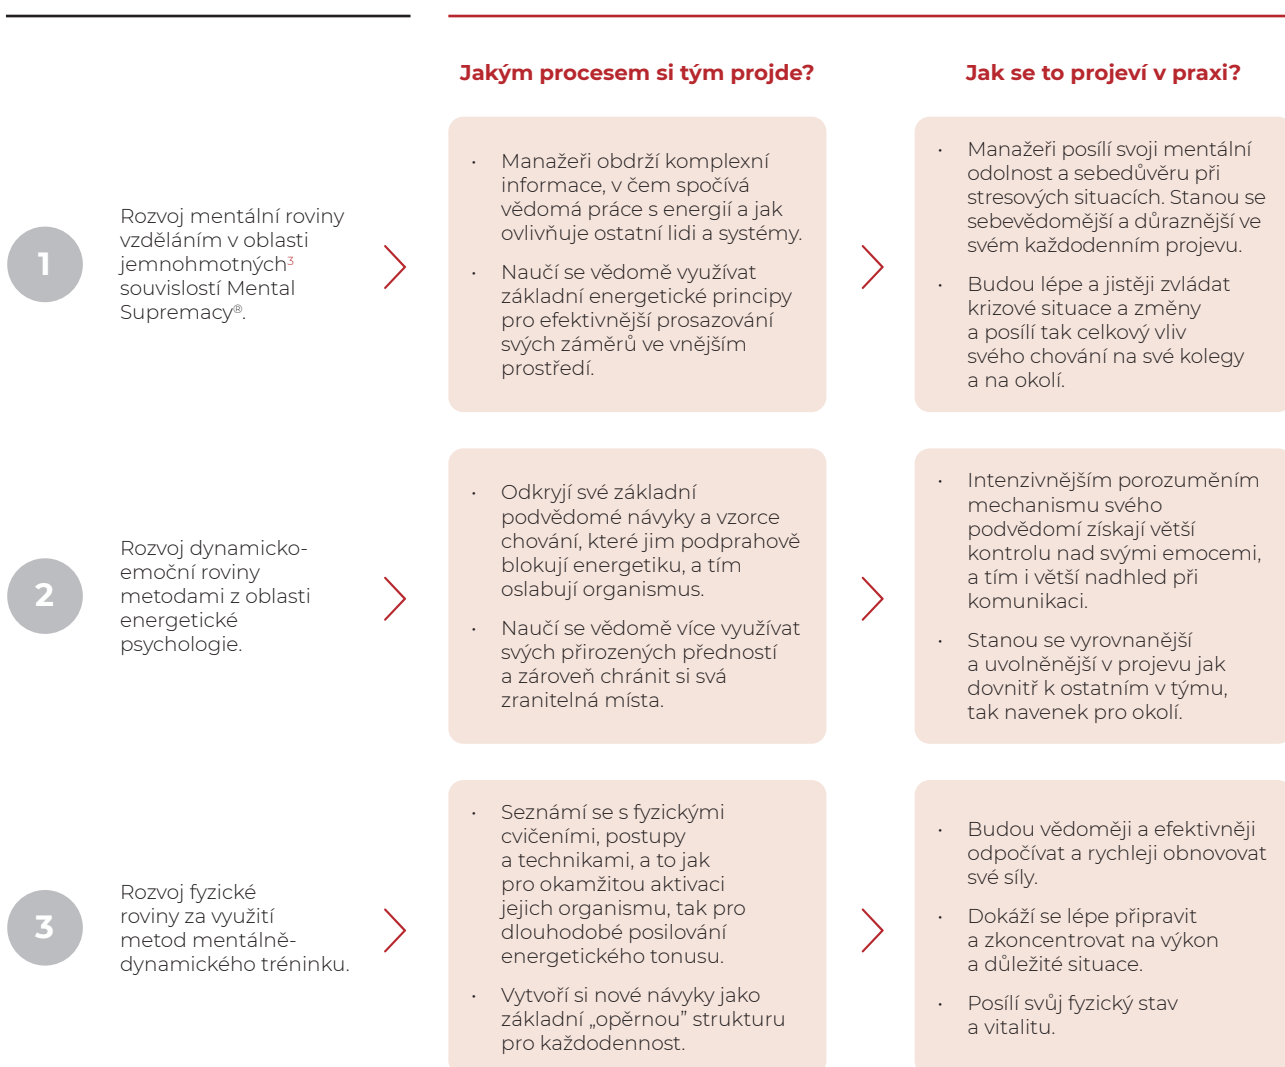 Jakým procesem si tým projde?
Jak se to projeví v praxi?
1
Rozvoj mentální roviny
vzděláním v oblasti
jemnohmotných³
souvislostí Mental
Supremacy®.
· Manažeři obdrží komplexní
informace, v čem spočívá
vědomá práce s energií a jak
ovlivňuje ostatní lidi a systémy.
· Naučí se vědomě využívat
základní energetické principy
pro efektivnější prosazování
svých záměrů ve vnějším
prostředí.
· Manažeři posílí svoji mentální
odolnost a sebedůvěru při
stresových situacích. Stanou se
sebevědomější a důraznější ve
svém každodenním projevu.
· Budou lépe a jistěji zvládat
krizové situace a změny
a posílí tak celkový vliv
svého chování na své kolegy
a na okolí.
2
Rozvoj dynamicko-
emoční roviny
metodami z oblasti
energetické
psychologie.
· Odkryjí své základní
podvědomé návyky a vzorce
chování, které jim podprahově
blokují energetiku, a tím
oslabují organismus.
· Naučí se vědomě více využívat
svých přirozených předností
a zároveň chránit si svá
zranitelná místa.
· Intenzivnějším porozuměním
mechanismu svého
podvědomí získají větší
kontrolu nad svými emocemi,
a tím i větší nadhled při
komunikaci.
· Stanou se vyrovnanější
a uvolněnější v projevu jak
dovnitř k ostatním v týmu,
tak navenek pro okolí.
3
Rozvoj fyzické
roviny za využití
metod mentálně-
dynamického tréninku.
· Seznámí se s fyzickými
cvičeními, postupy
a technikami, a to jak
pro okamžitou aktivaci
jejich organismu, tak pro
dlouhodobé posilování
energetického tonusu.
· Vytvoří si nové návyky jako
základní „opěrnou” strukturu
pro každodennost.
· Budou vědoměji a efektivněji
odpočívat a rychleji obnovovat
své síly.
· Dokáží se lépe připravit
a zkoncentrovat na výkon
a důležité situace.
· Posílí svůj fyzický stav
a vitalitu.